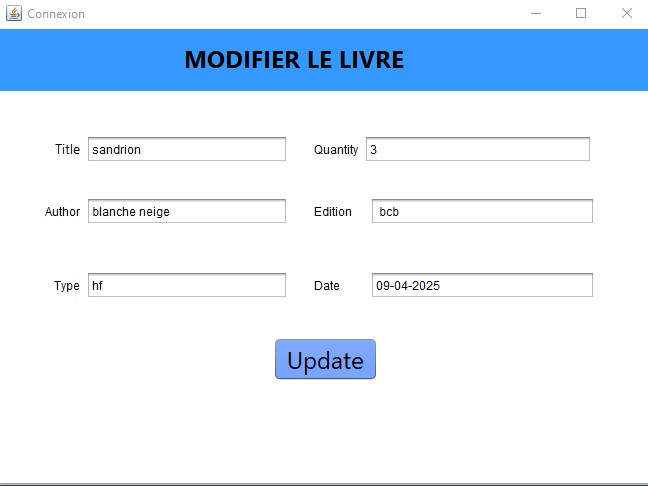 Connexion
MODIFIER LE LIVRE
Title sandrion Quantity 3
Author blanche neige Edition bcb
Type hf Date 09-04-2025
Update